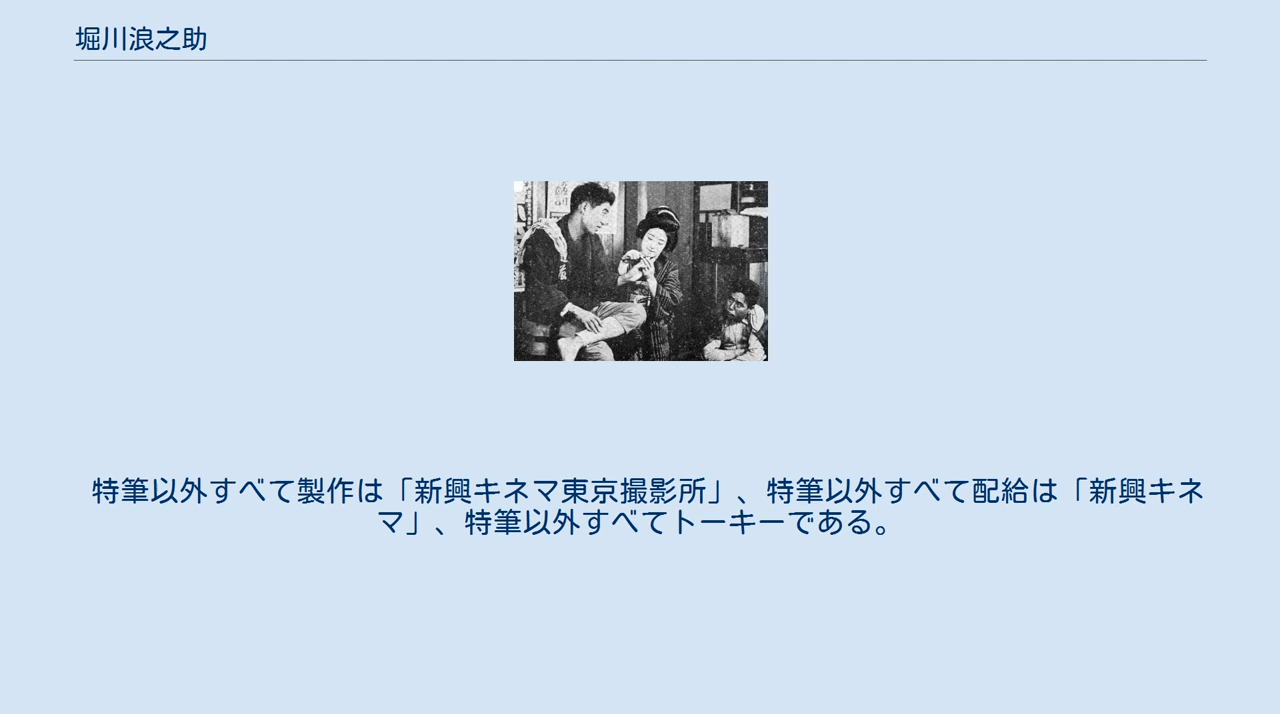 堀川浪之助
特筆以外すべて製作は「新興キネマ東京撮影所」、特筆以外すべて配給は「新興キネ
マ」、特筆以外すべてトーキーである。